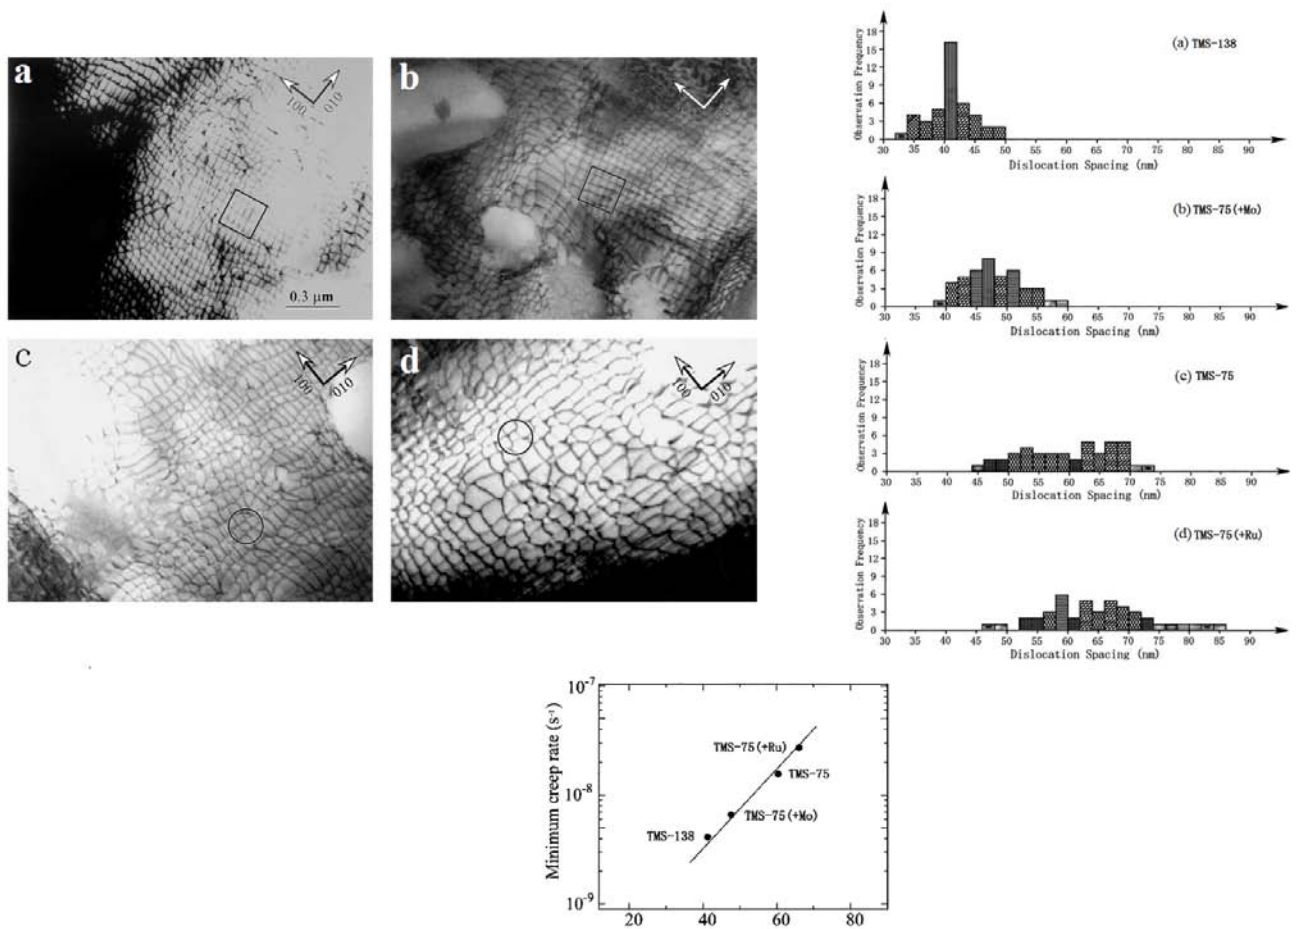 a
100 010
0.3 μm
b
c
100 010
d
100 010
Observation Frequency
18
15
12
9
6
3
0
(a) TMS-138
30 35 40 45 50 55 60 65 70 75 80 85 90
Dislocation Spacing (nm)
Observation Frequency
18
15
12
9
6
3
0
(b) TMS-75(+Mo)
30 35 40 45 50 55 60 65 70 75 80 85 90
Dislocation Spacing (nm)
Observation Frequency
18
15
12
9
6
3
0
(c) TMS-75
30 35 40 45 50 55 60 65 70 75 80 85 90
Dislocation Spacing (nm)
Observation Frequency
18
15
12
9
6
3
0
(d) TMS-75(+Ru)
30 35 40 45 50 55 60 65 70 75 80 85 90
Dislocation Spacing (nm)
Minimum creep rate (s⁻¹)
10⁻⁷
10⁻⁸
10⁻⁹
TMS-75(+Ru)
TMS-75
TMS-75(+Mo)
TMS-138
20 40 60 80